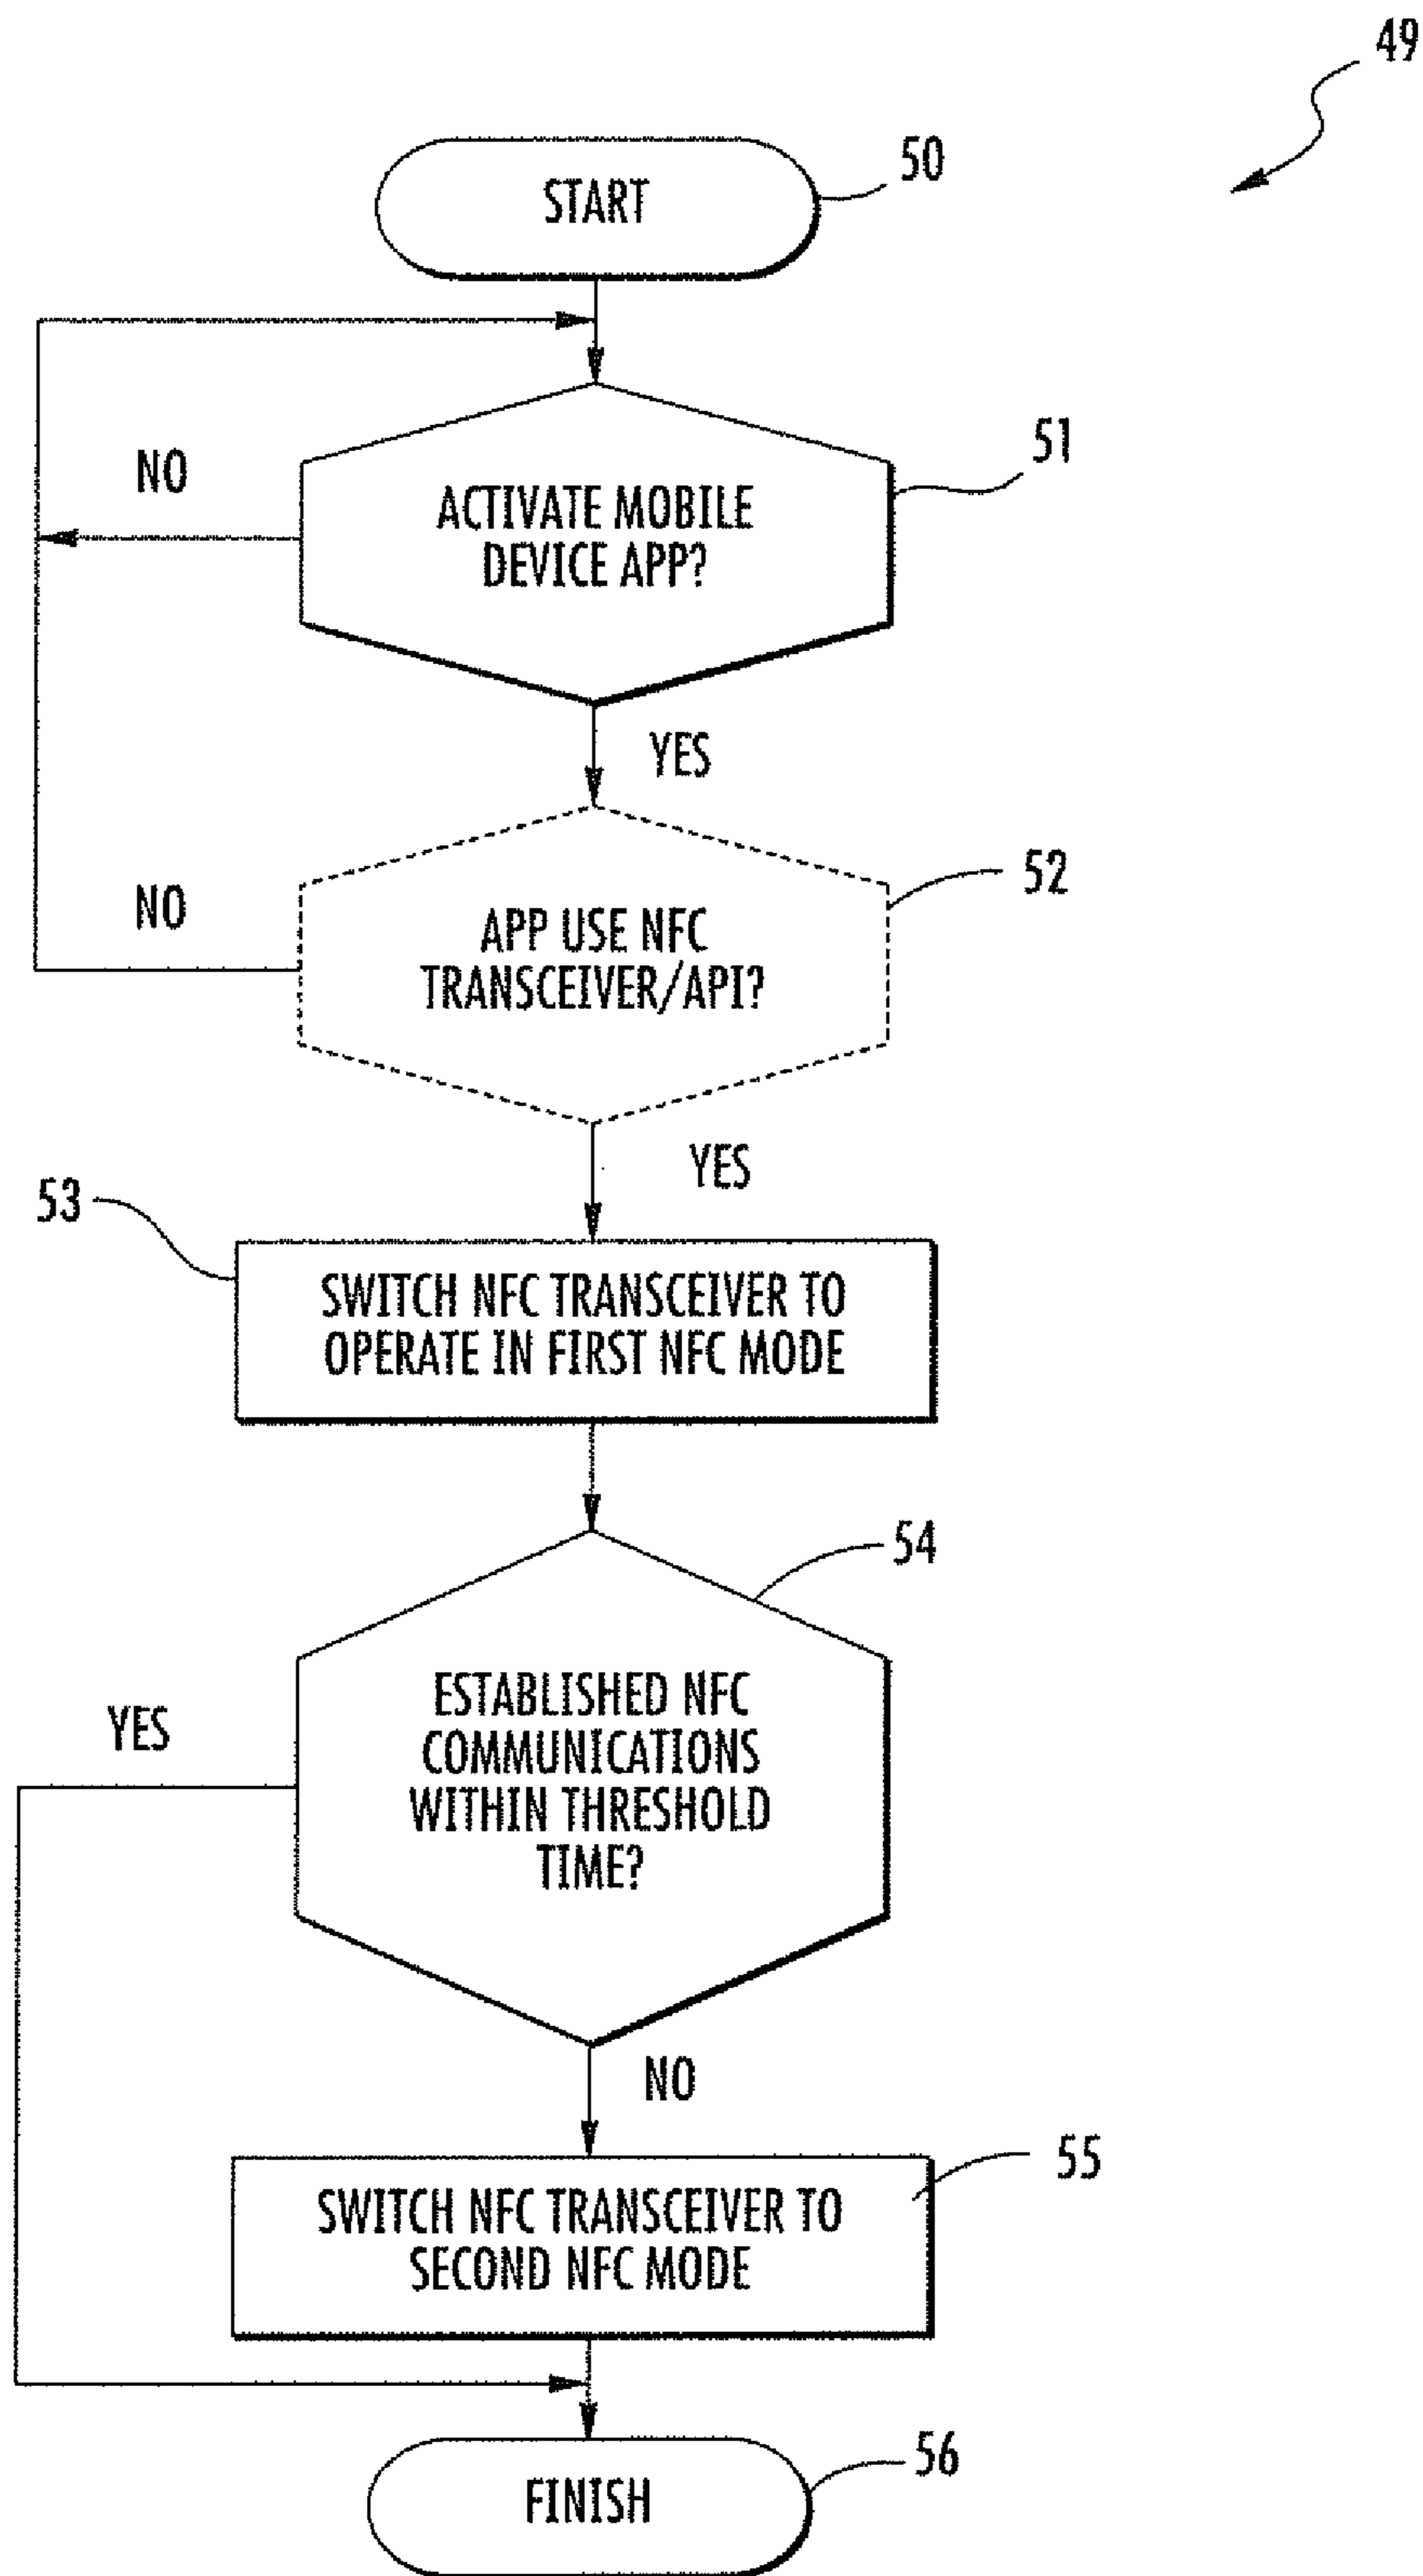 49
50
START
51
NO
ACTIVATE MOBILE
DEVICE APP?
YES
52
NO
APP USE NFC
TRANSCEIVER/API?
YES
53
SWITCH NFC TRANSCEIVER TO
OPERATE IN FIRST NFC MODE
54
ESTABLISHED NFC
COMMUNICATIONS
WITHIN THRESHOLD
TIME?
YES
NO
55
SWITCH NFC TRANSCEIVER TO
SECOND NFC MODE
56
FINISH